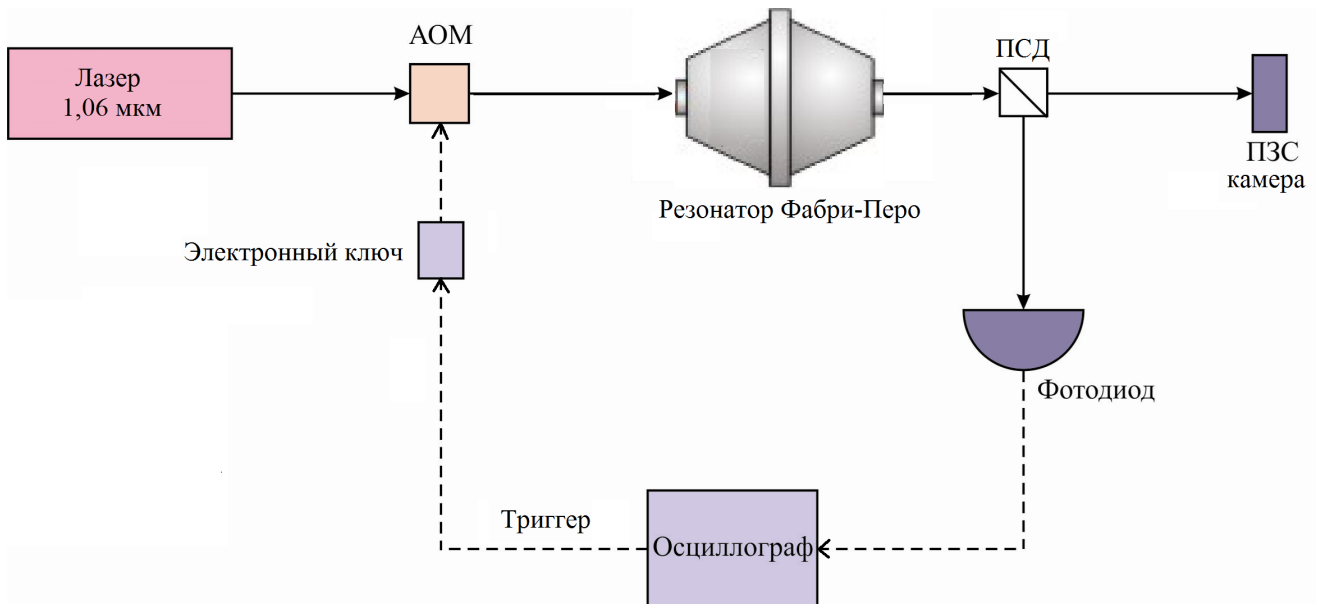 АОМ
ПСД
Лазер
1,06 мкм
ПЗС
камера
Резонатор Фабри-Перо
Электронный ключ
Фотодиод
Триггер
Осциллограф